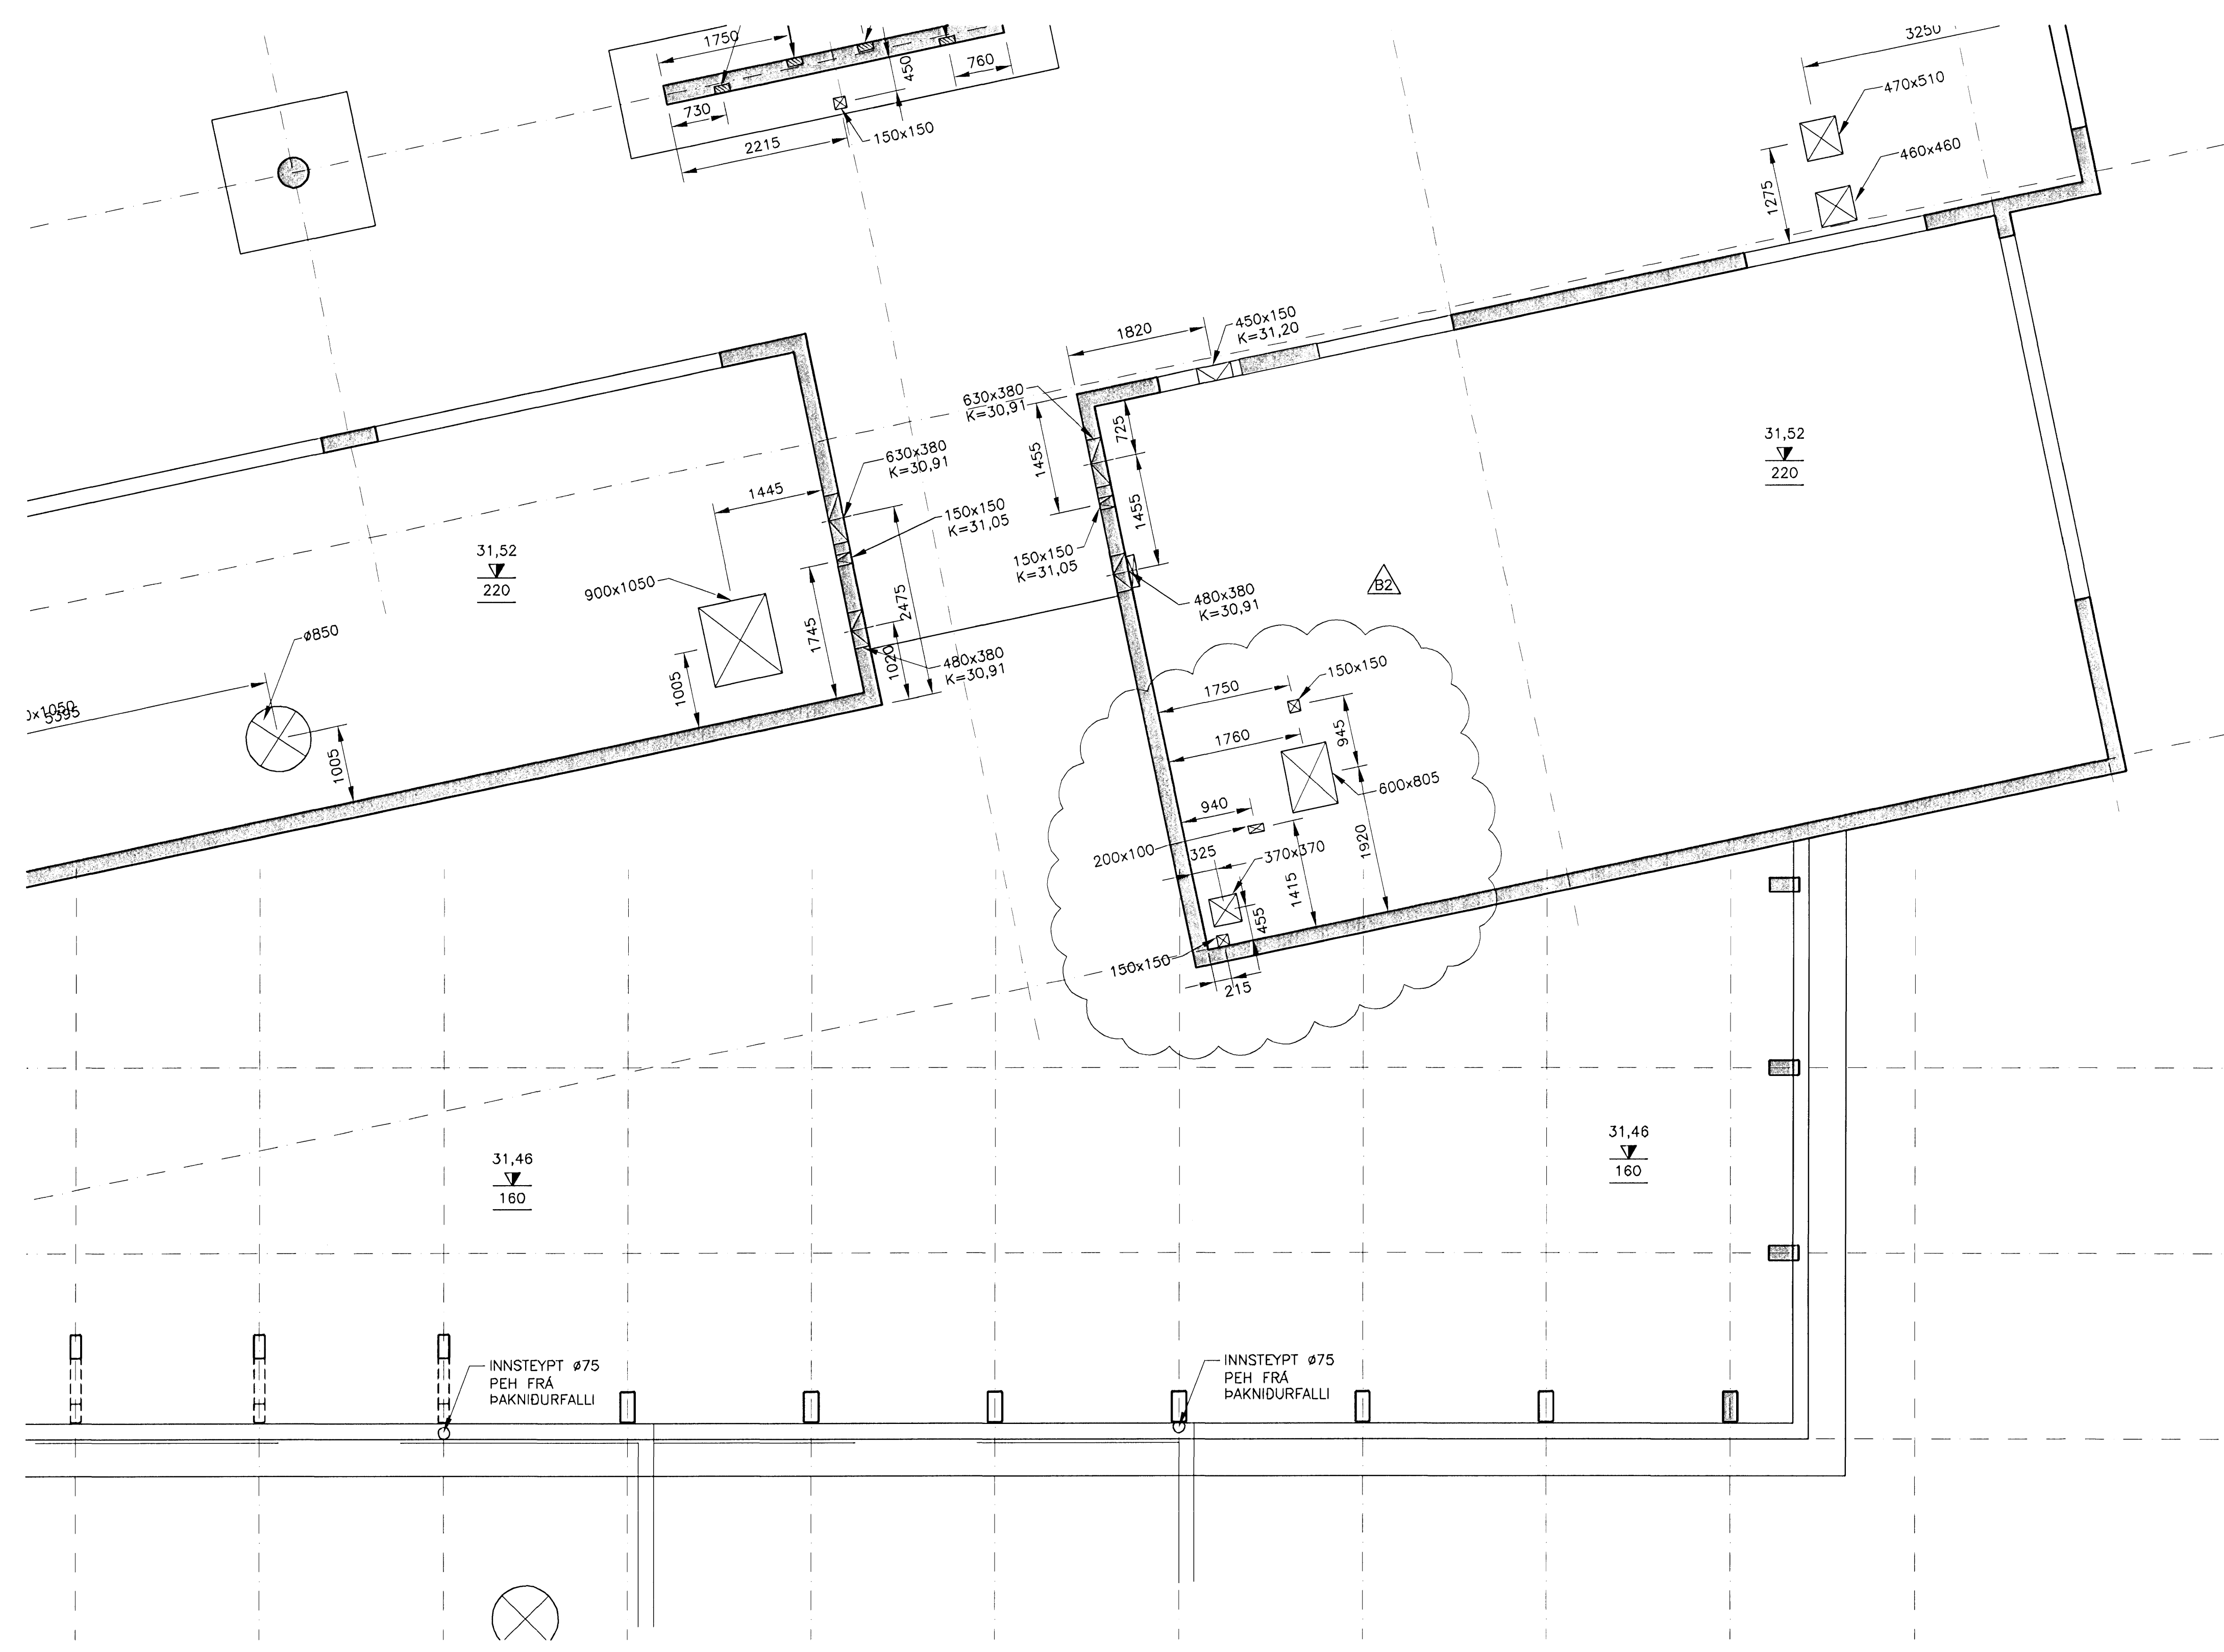 1750
450
760
730
150x150
2215
3250
470x510
460x460
1275
1820
450x150
K=31,20
630x380
K=30,91
725
1455
1455
150x150
K=31,05
480x380
K=30,91
31,52
220
630x380
K=30,91
1445
150x150
K=31,05
31,52
220
900x1050
2475
1745
1020
480x380
K=30,91
1005
ø850
5395
1005
B2
150x150
1750
945
1760
600x805
940
200x100
325
370x370
1920
1415
455
150x150
215
31,46
160
31,46
160
INNSTEYPT ø75
PEH FRÁ
ÞAKNIÐURFALLI
INNSTEYPT ø75
PEH FRÁ
ÞAKNIÐURFALLI